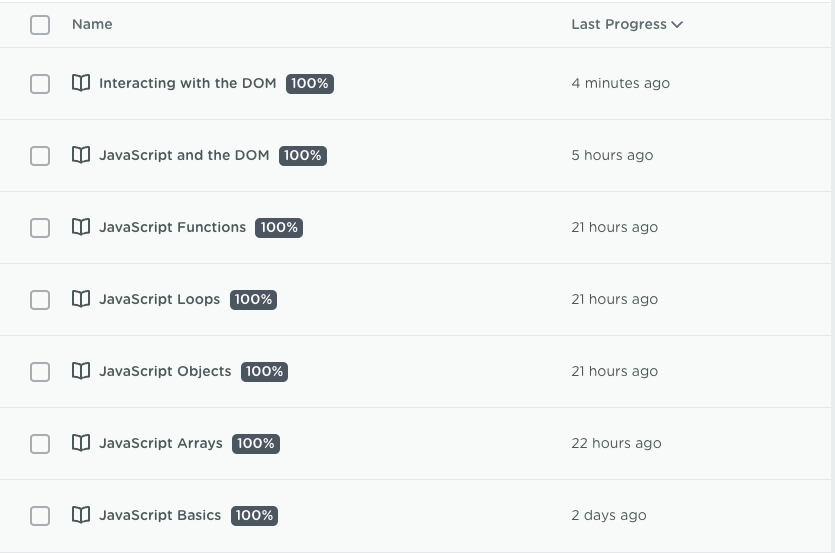 Name Last Progress
Interacting with the DOM 100% 4 minutes ago
JavaScript and the DOM 100% 5 hours ago
JavaScript Functions 100% 21 hours ago
JavaScript Loops 100% 21 hours ago
JavaScript Objects 100% 21 hours ago
JavaScript Arrays 100% 22 hours ago
JavaScript Basics 100% 2 days ago